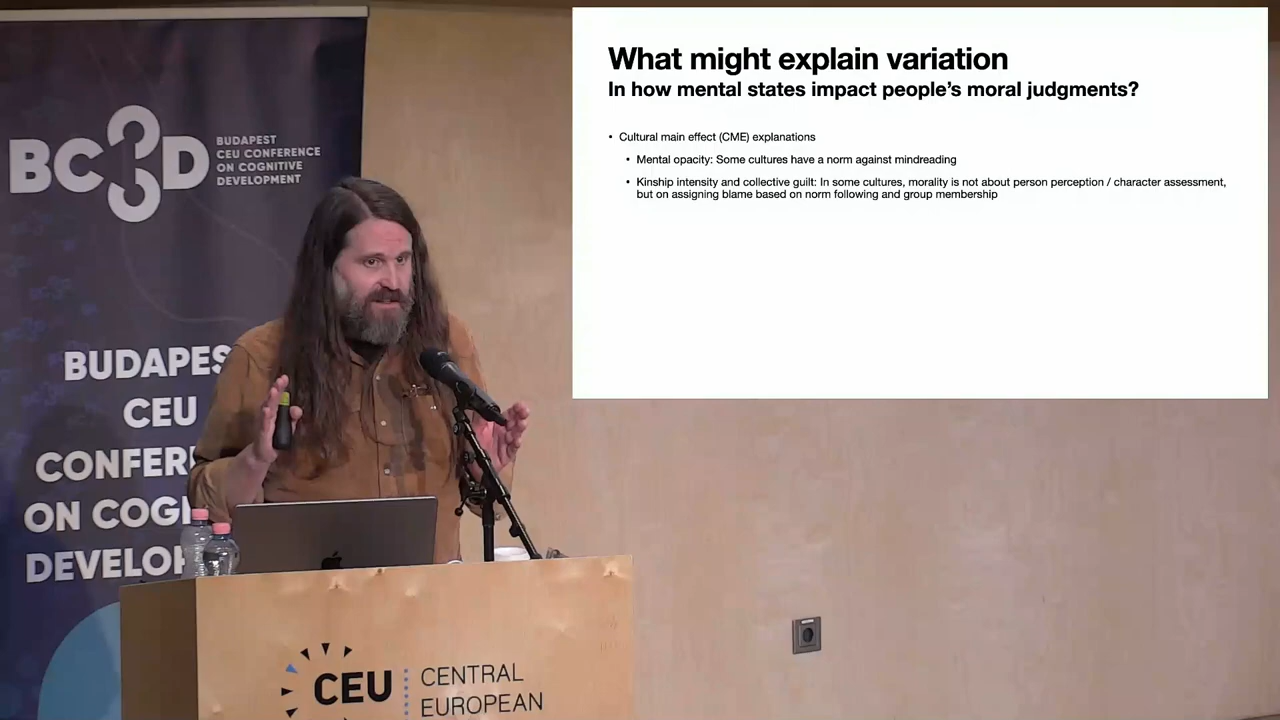 BC3D
BUDAPEST
CEU CONFERENCE
ON COGNITIVE
DEVELOPMENT
BUDAPES
CEU
CONFER
ON COG
DEVELOP
What might explain variation
In how mental states impact people’s moral judgments?
• Cultural main effect (CME) explanations
• Mental opacity: Some cultures have a norm against mindreading
• Kinship intensity and collective guilt: In some cultures, morality is not about person perception / character assessment,
but on assigning blame based on norm following and group membership
CEU
CENTRAL
EUROPEAN